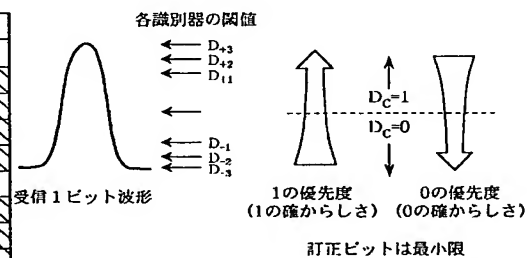 各識別器の閾値
D+3
D+2
D+1
D-1
D-2
D-3
受信1ビット波形
DC=1
DC=0
1の優先度
(1の確からしさ)
0の優先度
(0の確からしさ)
訂正ビットは最小限